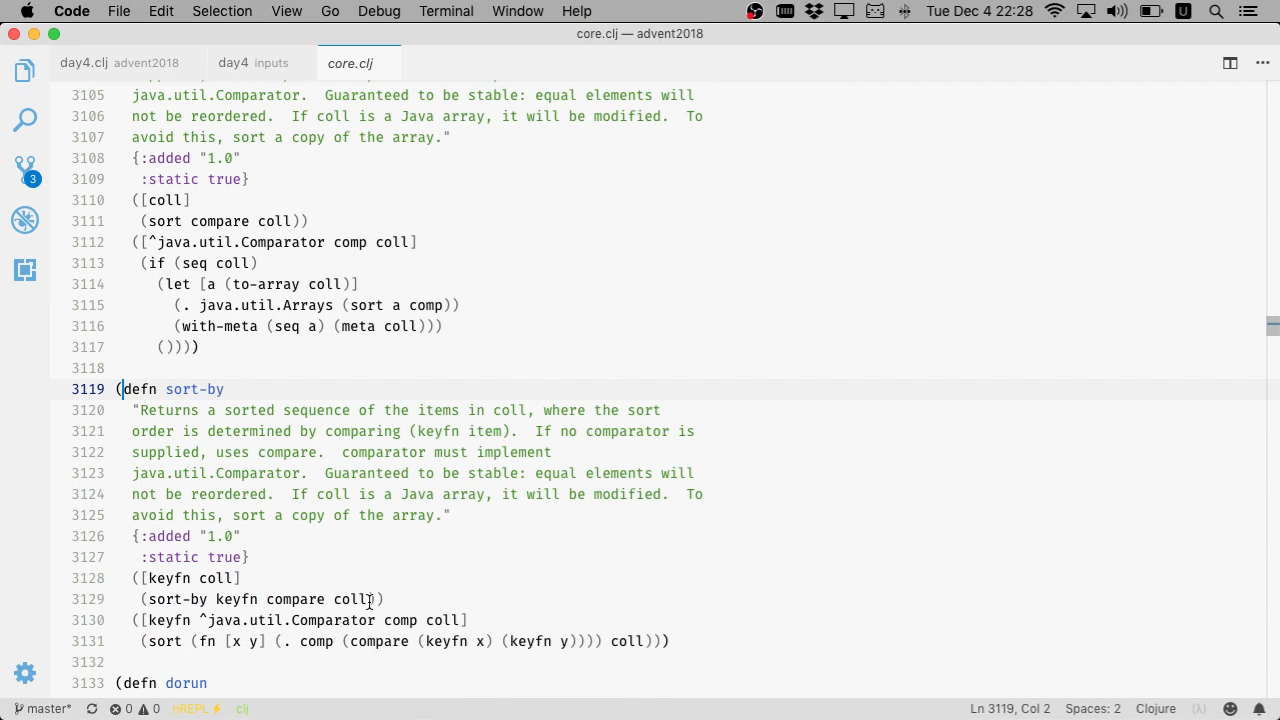 Code File Edit Selection View Go Debug Terminal Window Help Tue Dec 4 22:28 U
core.clj — advent2018
day4.clj advent2018 day4 inputs core.clj
3105 java.util.Comparator.  Guaranteed to be stable: equal elements will
3106 not be reordered.  If coll is a Java array, it will be modified.  To
3107 avoid this, sort a copy of the array."
3108 {:added "1.0"
3109 :static true}
3110 ([coll]
3111 (sort compare coll))
3112 ([^java.util.Comparator comp coll]
3113 (if (seq coll)
3114 (let [a (to-array coll)]
3115 (. java.util.Arrays (sort a comp))
3116 (with-meta (seq a) (meta coll)))
3117 ())))
3118
3119 (defn sort-by
3120 "Returns a sorted sequence of the items in coll, where the sort
3121 order is determined by comparing (keyfn item).  If no comparator is
3122 supplied, uses compare.  comparator must implement
3123 java.util.Comparator.  Guaranteed to be stable: equal elements will
3124 not be reordered.  If coll is a Java array, it will be modified.  To
3125 avoid this, sort a copy of the array."
3126 {:added "1.0"
3127 :static true}
3128 ([keyfn coll]
3129 (sort-by keyfn compare coll))
3130 ([keyfn ^java.util.Comparator comp coll]
3131 (sort (fn [x y] (. comp (compare (keyfn x) (keyfn y)))) coll)))
3132
3133 (defn dorun
3
master* 0 0 nREPL clj Ln 3119, Col 2 Spaces: 2 Clojure (λ)